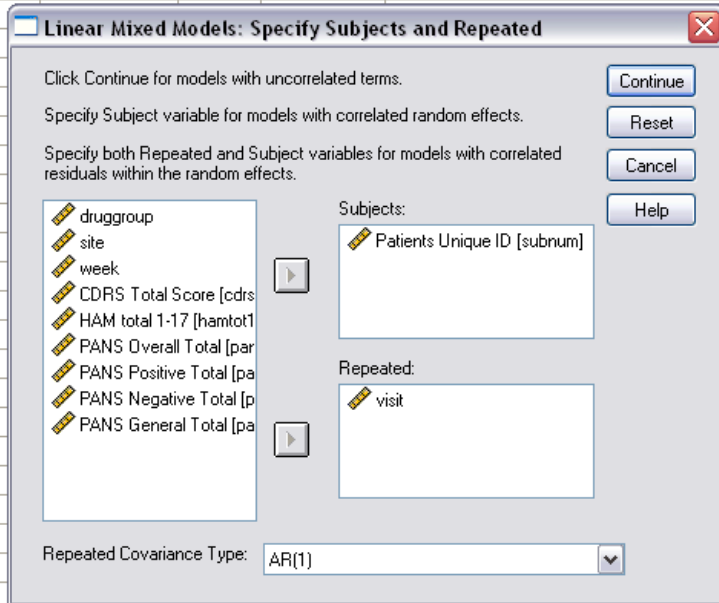 Linear Mixed Models: Specify Subjects and Repeated
Click Continue for models with uncorrelated terms.
Specify Subject variable for models with correlated random effects.
Specify both Repeated and Subject variables for models with correlated
residuals within the random effects.
Continue
Reset
Cancel
Help
druggroup
site
week
CDRS Total Score [cdrs
HAM total 1-17 [hamtot1
PANS Overall Total [par
PANS Positive Total [pa
PANS Negative Total [p
PANS General Total [pa
Subjects:
Patients Unique ID [subnum]
Repeated:
visit
Repeated Covariance Type:
AR(1)